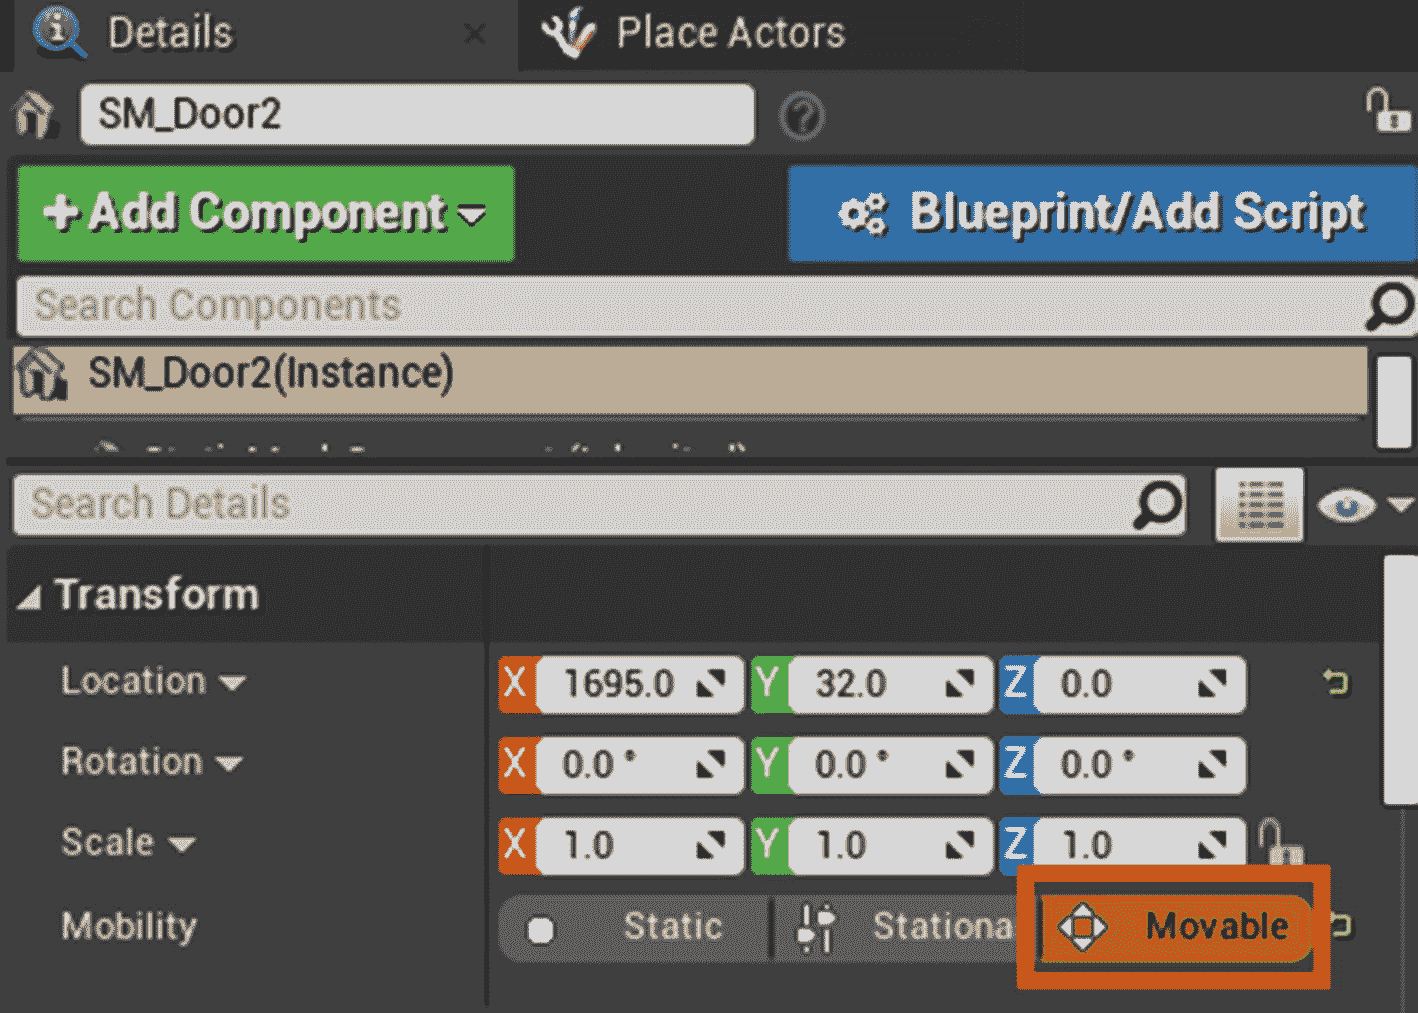 Details
Place Actors
SM_Door2
+Add Component
Blueprint/Add Script
Search Components
SM_Door2(Instance)
Search Details
Transform
Location X 1695.0 Y 32.0 Z 0.0
Rotation X 0.0 ° Y 0.0 ° Z 0.0 °
Scale X 1.0 Y 1.0 Z 1.0
Mobility Static Stationa Movable